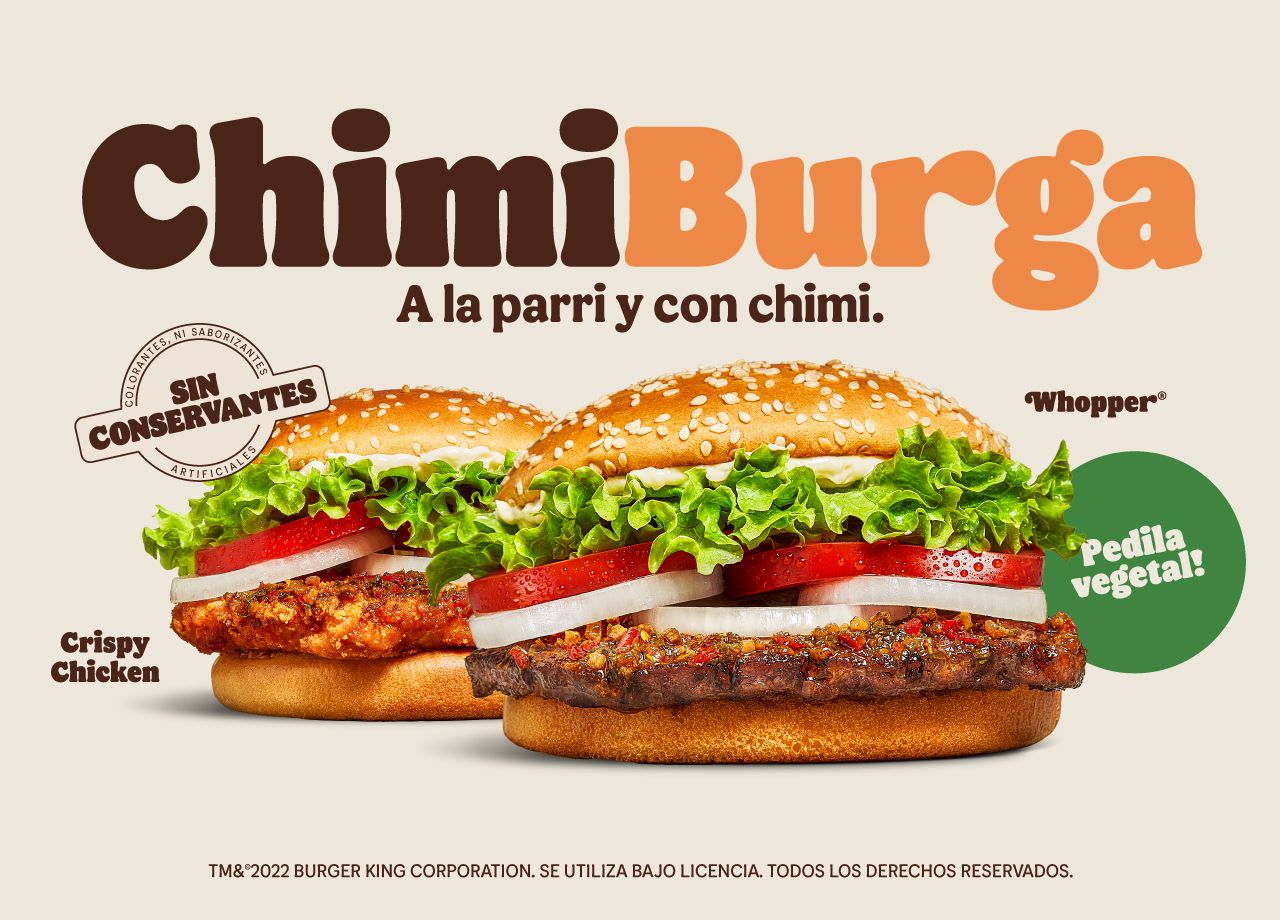 ChimiBurga
A la parri y con chimi.
COLORANTES, NI SABORIZANTES
SIN
CONSERVANTES
ARTIFICIALES
Whopper®
Pedila
vegetal!
Crispy
Chicken
TM&©2022 BURGER KING CORPORATION. SE UTILIZA BAJO LICENCIA. TODOS LOS DERECHOS RESERVADOS.